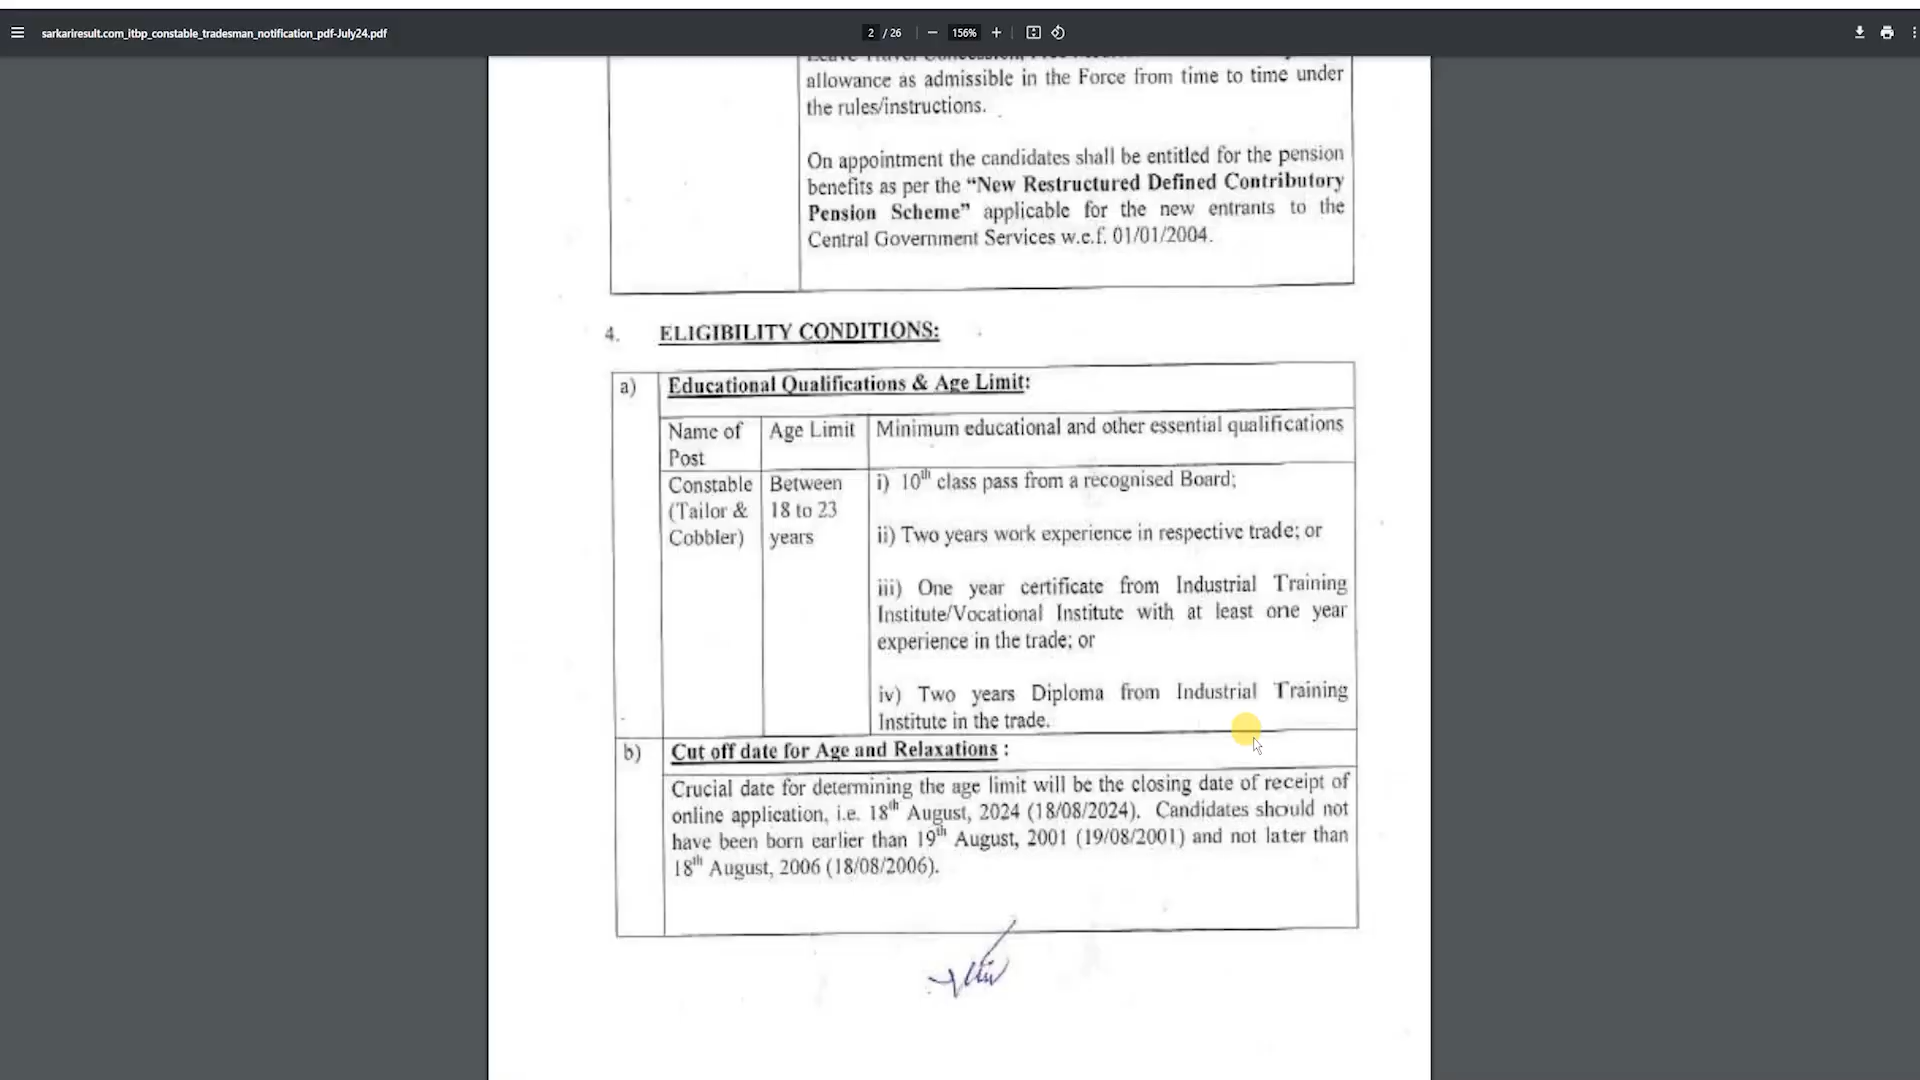 sarkariresult.com_itbp_constable_tradesman_notification_pdf-July24.pdf
2 / 26
156%
allowance as admissible in the Force from time to time under
the rules/instructions.
On appointment the candidates shall be entitled for the pension
benefits as per the “New Restructured Defined Contributory
Pension Scheme” applicable for the new entrants to the
Central Government Services w.e.f. 01/01/2004.
4. ELIGIBILITY CONDITIONS:
a) Educational Qualifications & Age Limit:
Name of
Post
Age Limit
Minimum educational and other essential qualifications
Constable
(Tailor &
Cobbler)
Between
18 to 23
years
i) 10th class pass from a recognised Board;
ii) Two years work experience in respective trade; or
iii) One year certificate from Industrial Training
Institute/Vocational Institute with at least one year
experience in the trade; or
iv) Two years Diploma from Industrial Training
Institute in the trade.
b) Cut off date for Age and Relaxations :
Crucial date for determining the age limit will be the closing date of receipt of
online application, i.e. 18th August, 2024 (18/08/2024). Candidates should not
have been born earlier than 19th August, 2001 (19/08/2001) and not later than
18th August, 2006 (18/08/2006).